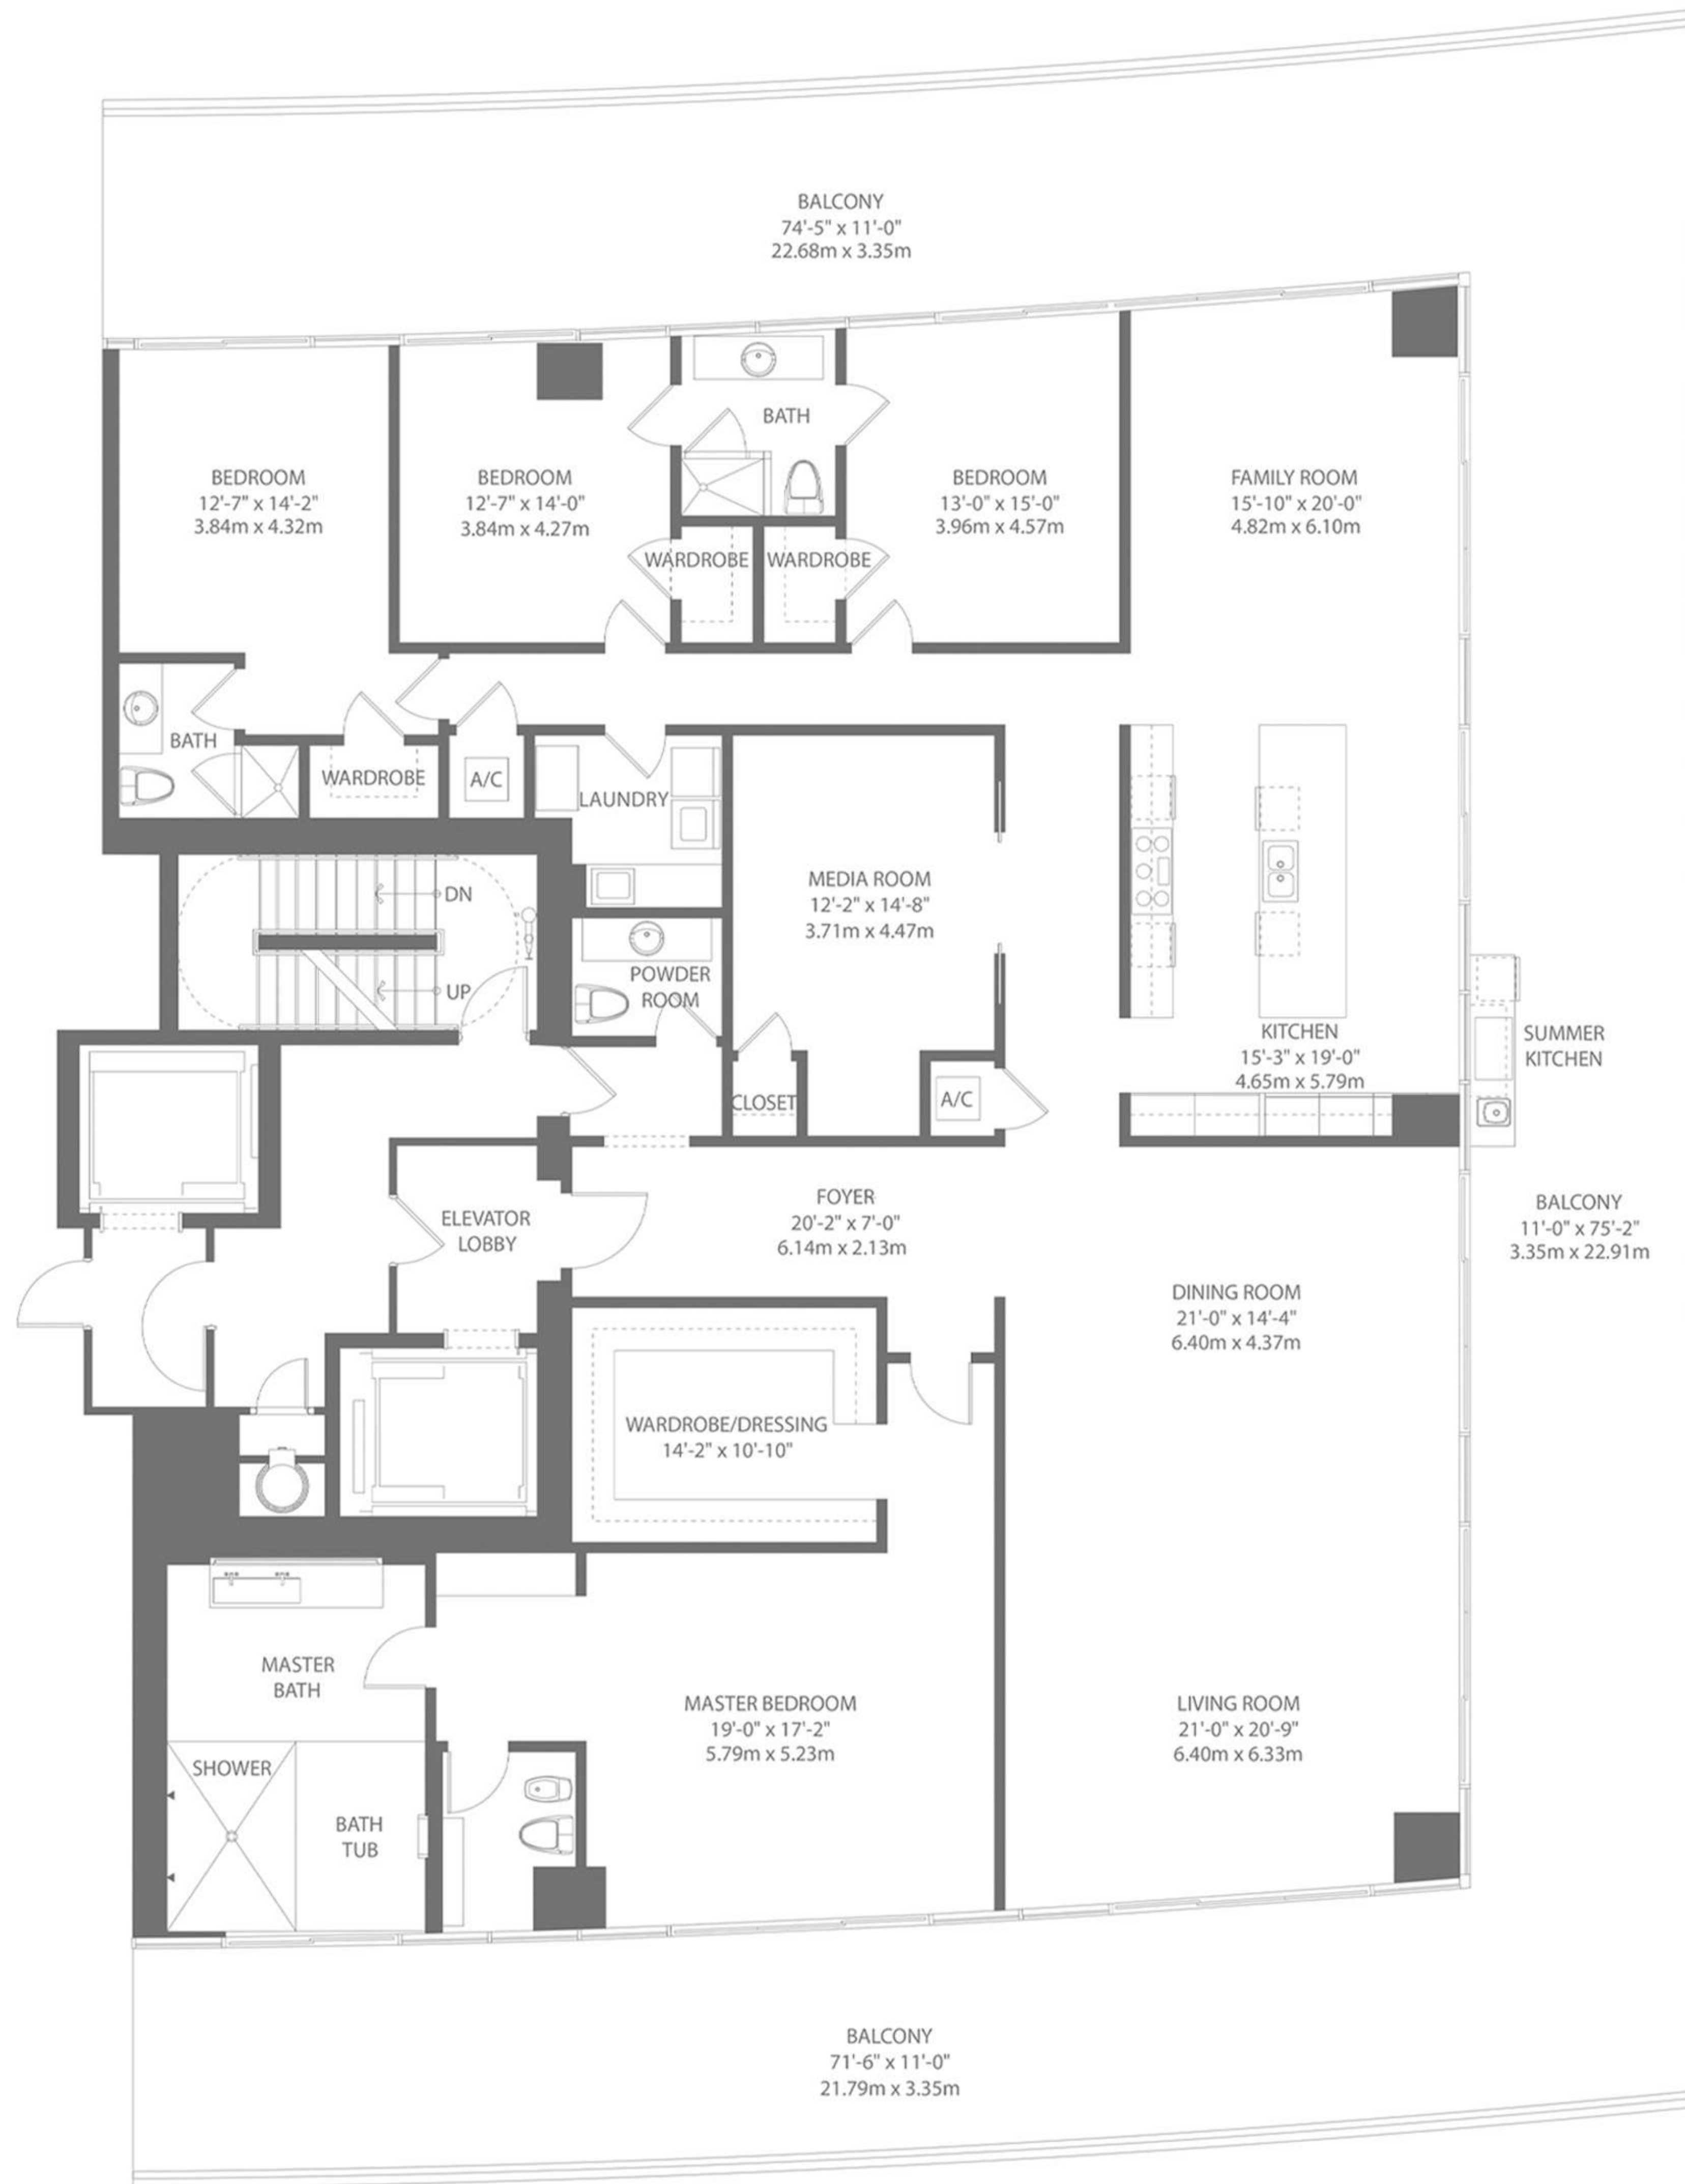 BALCONY
74'-5" x 11'-0"
22.68m x 3.35m
BATH
BEDROOM
12'-7" x 14'-2"
3.84m x 4.32m
BEDROOM
12'-7" x 14'-0"
3.84m x 4.27m
BEDROOM
13'-0" x 15'-0"
3.96m x 4.57m
FAMILY ROOM
15'-10" x 20'-0"
4.82m x 6.10m
WARDROBE
WARDROBE
BATH
WARDROBE
A/C
LAUNDRY
MEDIA ROOM
12'-2" x 14'-8"
3.71m x 4.47m
DN
UP
POWDER
ROOM
KITCHEN
15'-3" x 19'-0"
4.65m x 5.79m
SUMMER
KITCHEN
CLOSET
A/C
FOYER
20'-2" x 7'-0"
6.14m x 2.13m
ELEVATOR
LOBBY
BALCONY
11'-0" x 75'-2"
3.35m x 22.91m
DINING ROOM
21'-0" x 14'-4"
6.40m x 4.37m
WARDROBE/DRESSING
14'-2" x 10'-10"
MASTER
BATH
MASTER BEDROOM
19'-0" x 17'-2"
5.79m x 5.23m
LIVING ROOM
21'-0" x 20'-9"
6.40m x 6.33m
SHOWER
BATH
TUB
BALCONY
71'-6" x 11'-0"
21.79m x 3.35m